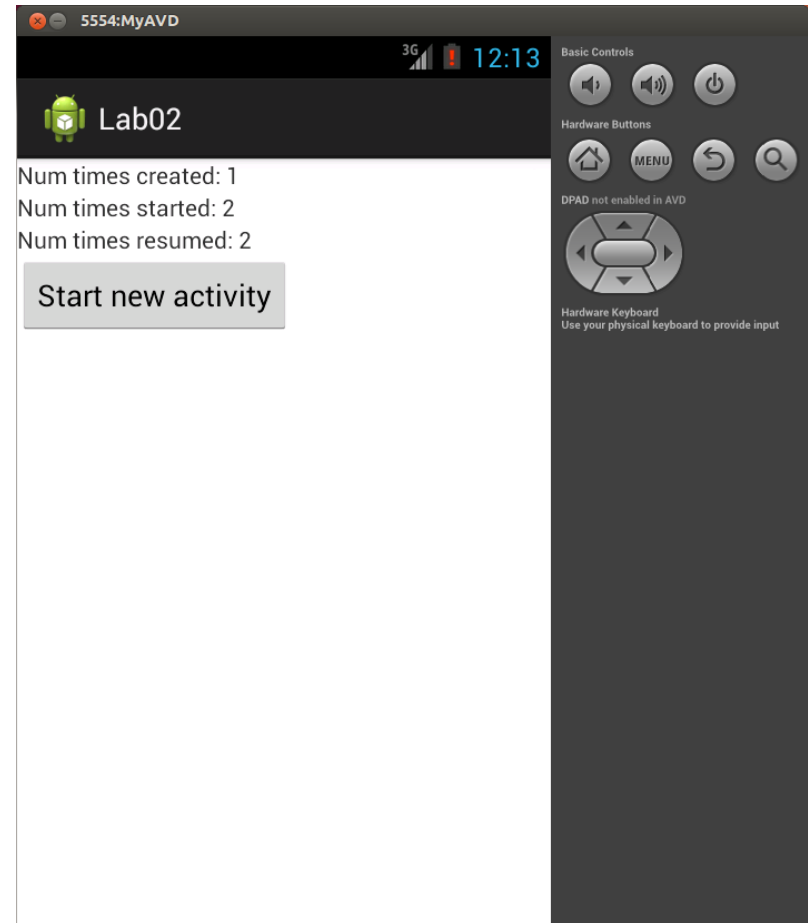 5554:MyAVD
3G 12:13
Lab02
Num times created: 1
Num times started: 2
Num times resumed: 2
Start new activity
Basic Controls
Hardware Buttons
MENU
DPAD not enabled in AVD
Hardware Keyboard
Use your physical keyboard to provide input